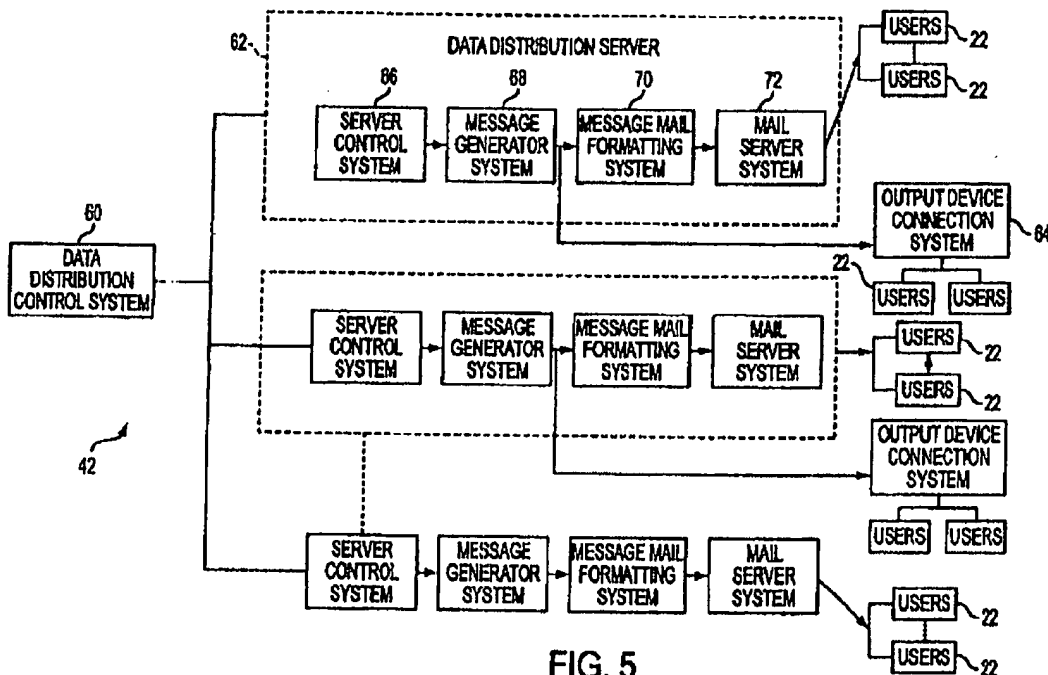 62
DATA DISTRIBUTION SERVER
66
68
70
72
SERVER
CONTROL
SYSTEM
MESSAGE
GENERATOR
SYSTEM
MESSAGE MAIL
FORMATTING
SYSTEM
MAIL
SERVER
SYSTEM
USERS
22
USERS
22
OUTPUT DEVICE
CONNECTION
SYSTEM
64
22
USERS
USERS
60
DATA
DISTRIBUTION
CONTROL SYSTEM
SERVER
CONTROL
SYSTEM
MESSAGE
GENERATOR
SYSTEM
MESSAGE MAIL
FORMATTING
SYSTEM
MAIL
SERVER
SYSTEM
USERS
22
USERS
22
42
OUTPUT DEVICE
CONNECTION
SYSTEM
USERS
USERS
SERVER
CONTROL
SYSTEM
MESSAGE
GENERATOR
SYSTEM
MESSAGE MAIL
FORMATTING
SYSTEM
MAIL
SERVER
SYSTEM
USERS
22
USERS
22
FIG. 5